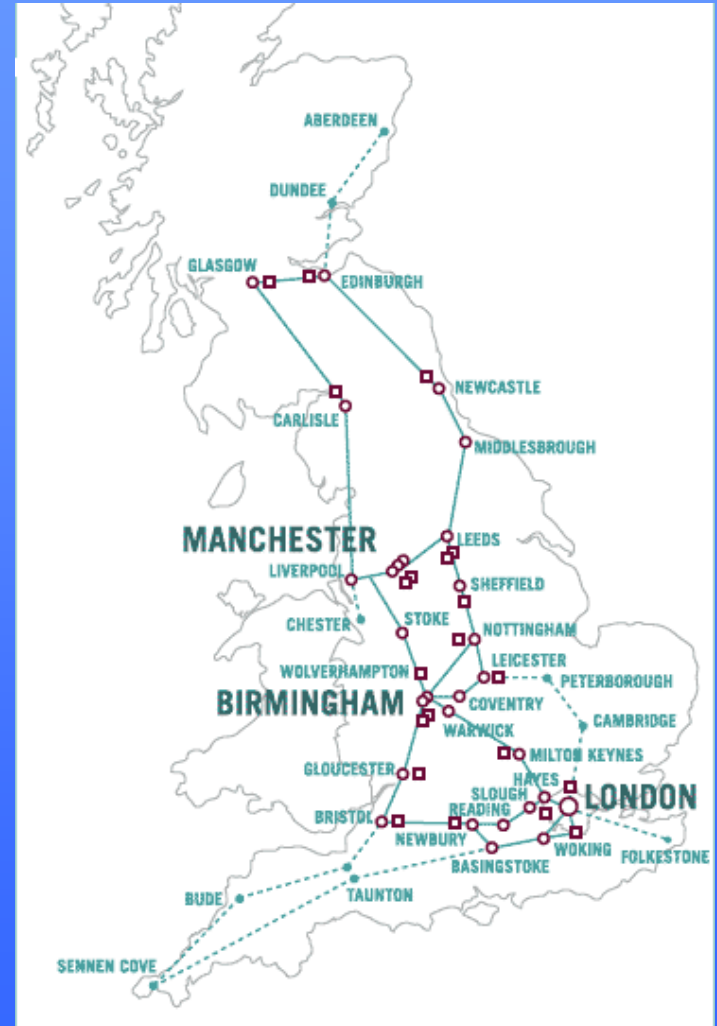 ABERDEEN
DUNDEE
GLASGOW
EDINBURGH
NEWCASTLE
CARLISLE
MIDDLESBROUGH
MANCHESTER
LEEDS
LIVERPOOL
SHEFFIELD
CHESTER
STOKE
NOTTINGHAM
LEICESTER
WOLVERHAMPTON
PETERBOROUGH
BIRMINGHAM
COVENTRY
CAMBRIDGE
WARWICK
MILTON KEYNES
GLOUCESTER
HAYES
SLOUGH
LONDON
READING
BRISTOL
NEWBURY
WOKING
FOLKESTONE
BASINGSTOKE
TAUNTON
BUDE
SENNEN COVE